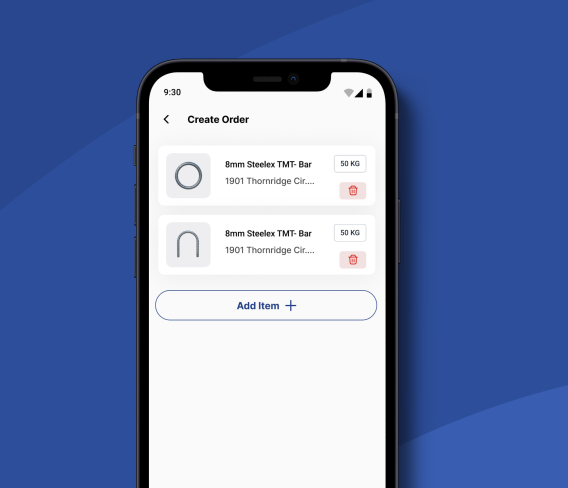 9:30
Create Order
8mm Steelex TMT- Bar
50 KG
1901 Thornridge Cir....
8mm Steelex TMT- Bar
50 KG
1901 Thornridge Cir....
Add Item